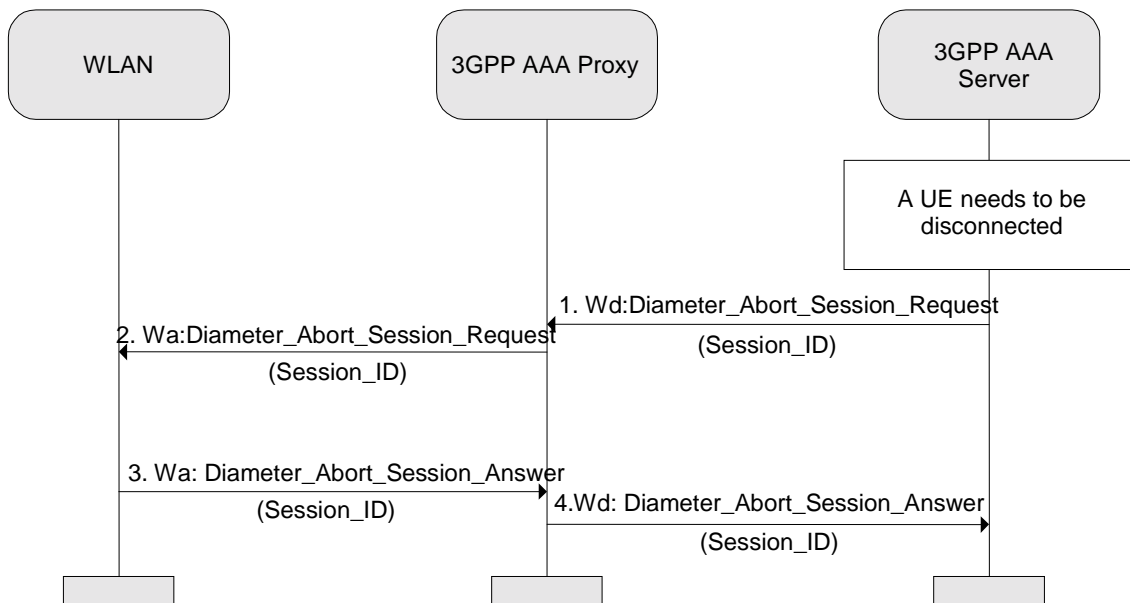 WLAN
3GPP AAA Proxy
3GPP AAA
Server
A UE needs to be
disconnected
1. Wd:Diameter_Abort_Session_Request
(Session_ID)
2. Wa:Diameter_Abort_Session_Request
(Session_ID)
3. Wa: Diameter_Abort_Session_Answer
(Session_ID)
4.Wd: Diameter_Abort_Session_Answer
(Session_ID)